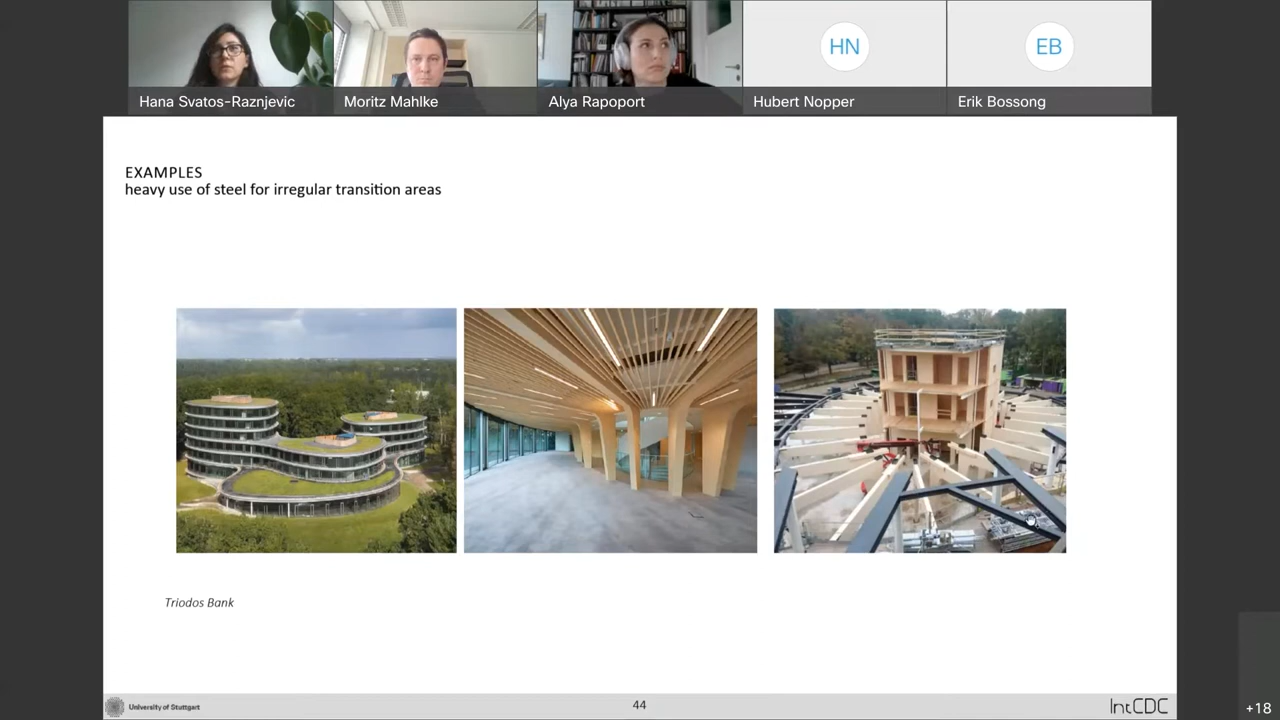 HN
EB
Hana Svatos-Raznjevic
Moritz Mahlke
Alya Rapoport
Hubert Nopper
Erik Bossong
EXAMPLES
heavy use of steel for irregular transition areas
Triodos Bank
University of Stuttgart
44
IntCDC
+18